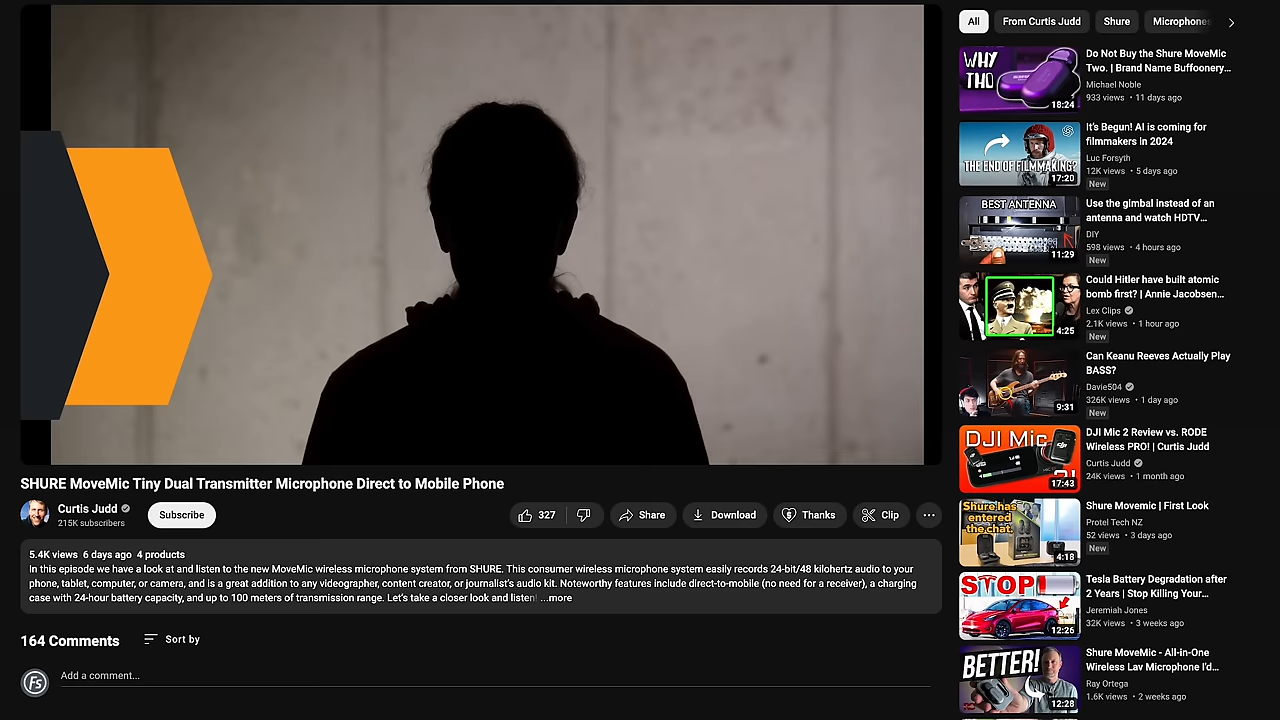 All
From Curtis Judd
Shure
Microphones
WHY
THO
18:24
Do Not Buy the Shure MoveMic
Two. | Brand Name Buffoonery...
Michael Noble
933 views • 11 days ago
THE END OF FILMMAKING?
17:20
It's Begun! AI is coming for
filmmakers in 2024
Luc Forsyth
12K views • 5 days ago
New
BEST ANTENNA
11:29
Use the gimbal instead of an
antenna and watch HDTV...
DIY
598 views • 4 hours ago
New
4:25
Could Hitler have built atomic
bomb first? | Annie Jacobsen...
Lex Clips
2.1K views • 1 hour ago
New
9:31
Can Keanu Reeves Actually Play
BASS?
Davie504
326K views • 1 day ago
New
DJI Mic
2!
17:43
DJI Mic 2 Review vs. RODE
Wireless PRO! | Curtis Judd
Curtis Judd
24K views • 1 month ago
Shure has
entered
the chat.
4:18
Shure Movemic | First Look
Protel Tech NZ
52 views • 3 days ago
New
STOP
12:26
Tesla Battery Degradation after
2 Years | Stop Killing Your...
Jeremiah Jones
32K views • 3 weeks ago
BETTER!
12:28
Shure MoveMic - All-in-One
Wireless Lav Microphone I'd...
Ray Ortega
1.6K views • 2 weeks ago
SHURE MoveMic Tiny Dual Transmitter Microphone Direct to Mobile Phone
Curtis Judd
215K subscribers
Subscribe
327
Share
Download
Thanks
Clip
5.4K views 6 days ago 4 products
In this episode we have a look at and listen to the new MoveMic wireless microphone system from SHURE. This consumer wireless microphone system easily records 24-bit/48 kilohertz audio to your
phone, tablet, computer, or camera, and is a great addition to any videographer, content creator, or journalist's audio kit. Noteworthy features include direct-to-mobile (no need for a receiver), a charging
case with 24-hour battery capacity, and up to 100 meters of transmission range. Let's take a closer look and listen! ...more
164 Comments
Sort by
Fs
Add a comment...